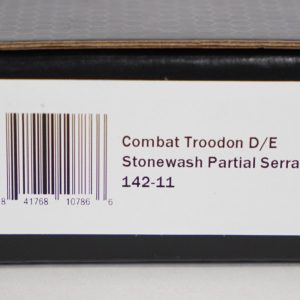 Combat Troodon D/E
Stonewash Partial Serra
142-11
8 41768 10786 6